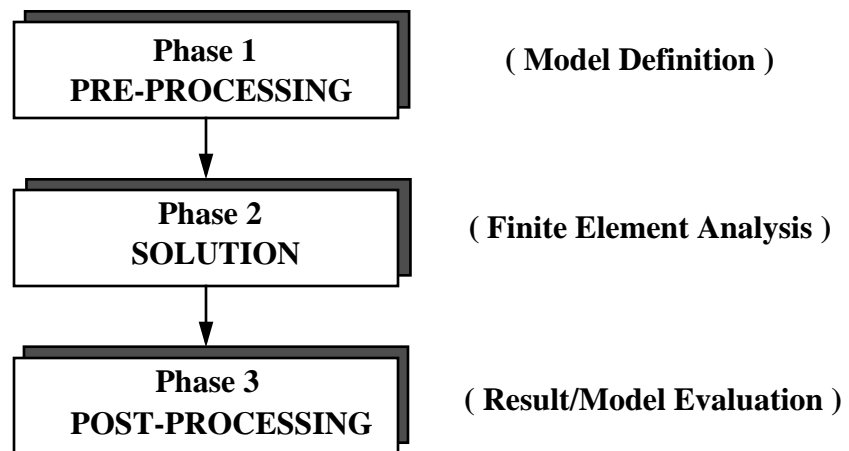 Phase 1
PRE-PROCESSING
( Model Definition )
Phase 2
SOLUTION
( Finite Element Analysis )
Phase 3
POST-PROCESSING
( Result/Model Evaluation )